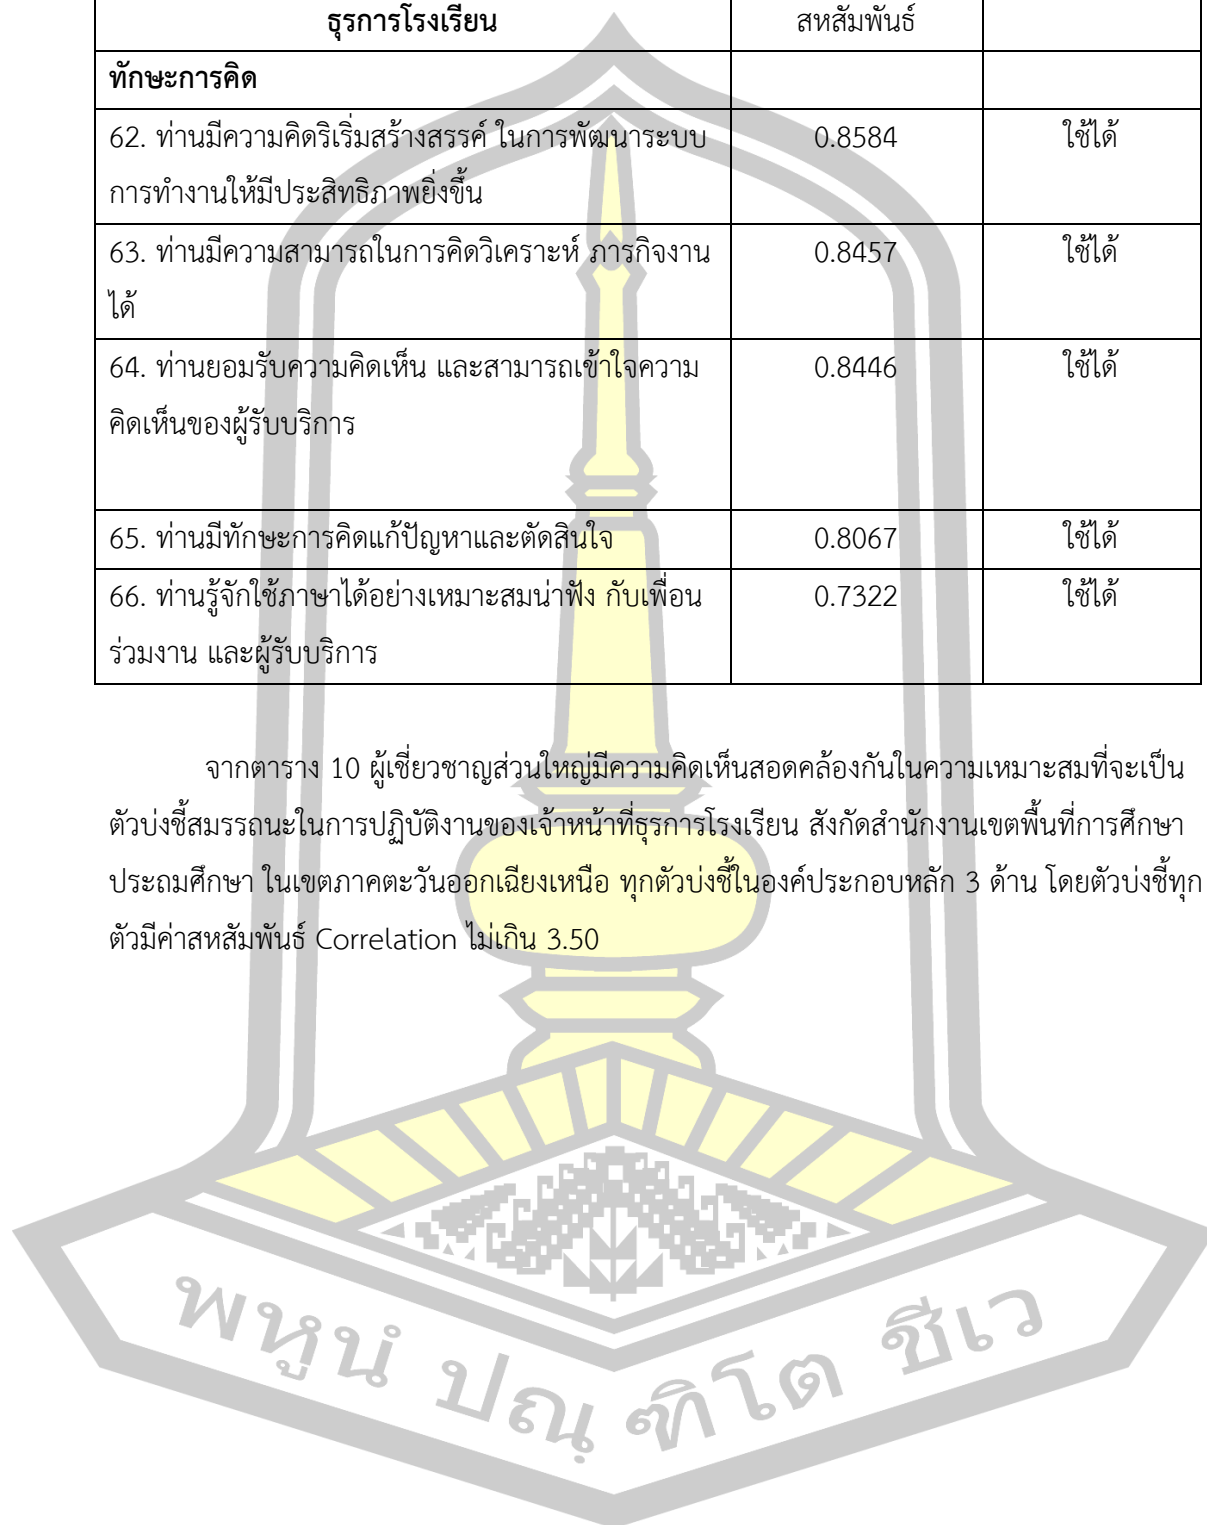 ธุรการโรงเรียน สหสัมพันธ์
ทักษะการคิด
62. ท่านมีความคิดริเริ่มสร้างสรรค์ ในการพัฒนาระบบ 0.8584 ใช้ได้
การทำงานให้มีประสิทธิภาพยิ่งขึ้น
63. ท่านมีความสามารถในการคิดวิเคราะห์ ภารกิจงาน 0.8457 ใช้ได้
ได้
64. ท่านยอมรับความคิดเห็น และสามารถเข้าใจความ 0.8446 ใช้ได้
คิดเห็นของผู้รับบริการ
65. ท่านมีทักษะการคิดแก้ปัญหาและตัดสินใจ 0.8067 ใช้ได้
66. ท่านรู้จักใช้ภาษาได้อย่างเหมาะสมน่าฟัง กับเพื่อน 0.7322 ใช้ได้
ร่วมงาน และผู้รับบริการ
จากตาราง 10 ผู้เชี่ยวชาญส่วนใหญ่มีความคิดเห็นสอดคล้องกันในความเหมาะสมที่จะเป็น
ตัวบ่งชี้สมรรถนะในการปฏิบัติงานของเจ้าหน้าที่ธุรการโรงเรียน สังกัดสำนักงานเขตพื้นที่การศึกษา
ประถมศึกษา ในเขตภาคตะวันออกเฉียงเหนือ ทุกตัวบ่งชี้ในองค์ประกอบหลัก 3 ด้าน โดยตัวบ่งชี้ทุก
ตัวมีค่าสหสัมพันธ์ Correlation ไม่เกิน 3.50
พหูนํ ปณฺฑิโต ชีเว